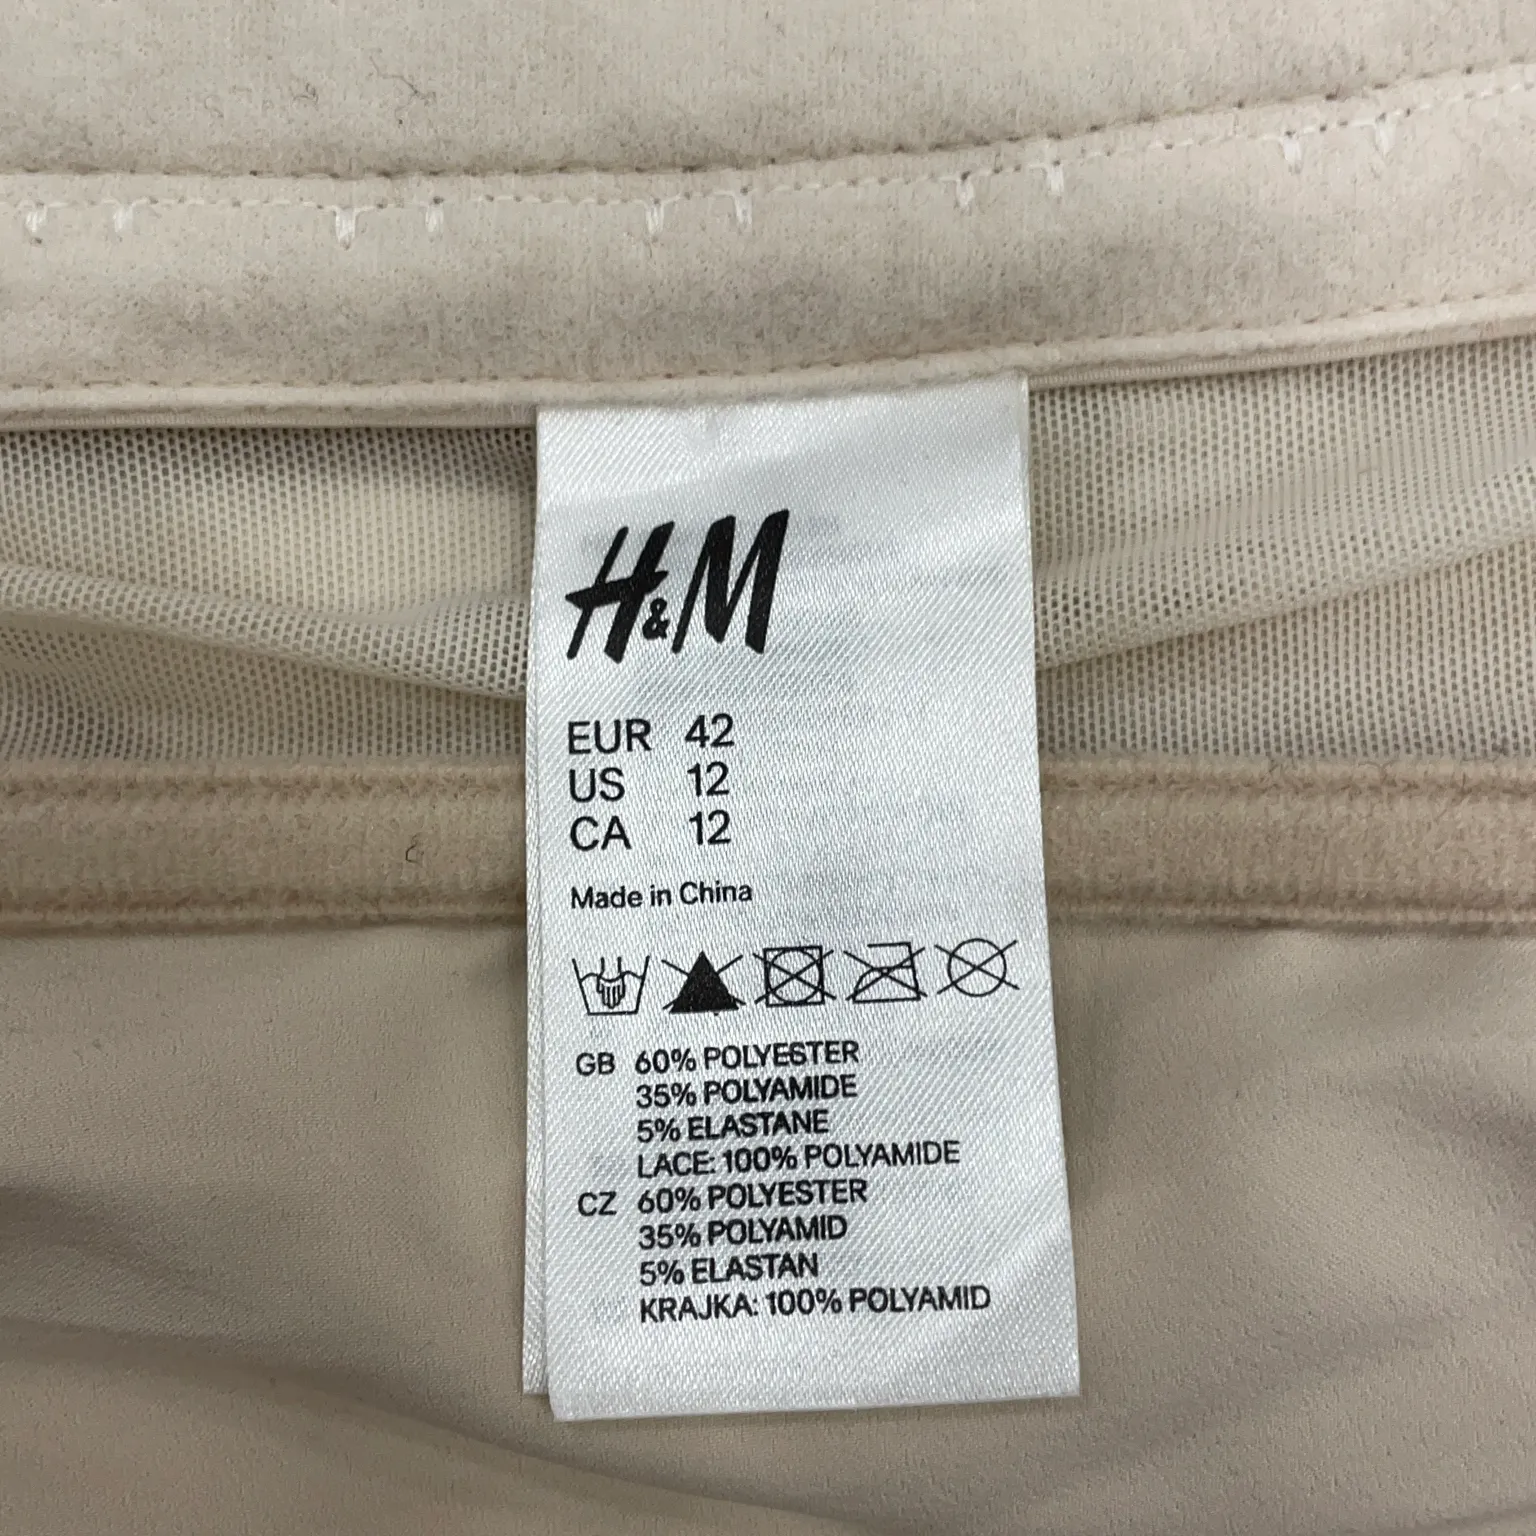 H&M
EUR 42
US 12
CA 12
Made in China
GB 60% POLYESTER
35% POLYAMIDE
5% ELASTANE
LACE: 100% POLYAMIDE
CZ 60% POLYESTER
35% POLYAMID
5% ELASTAN
KRAJKA: 100% POLYAMID